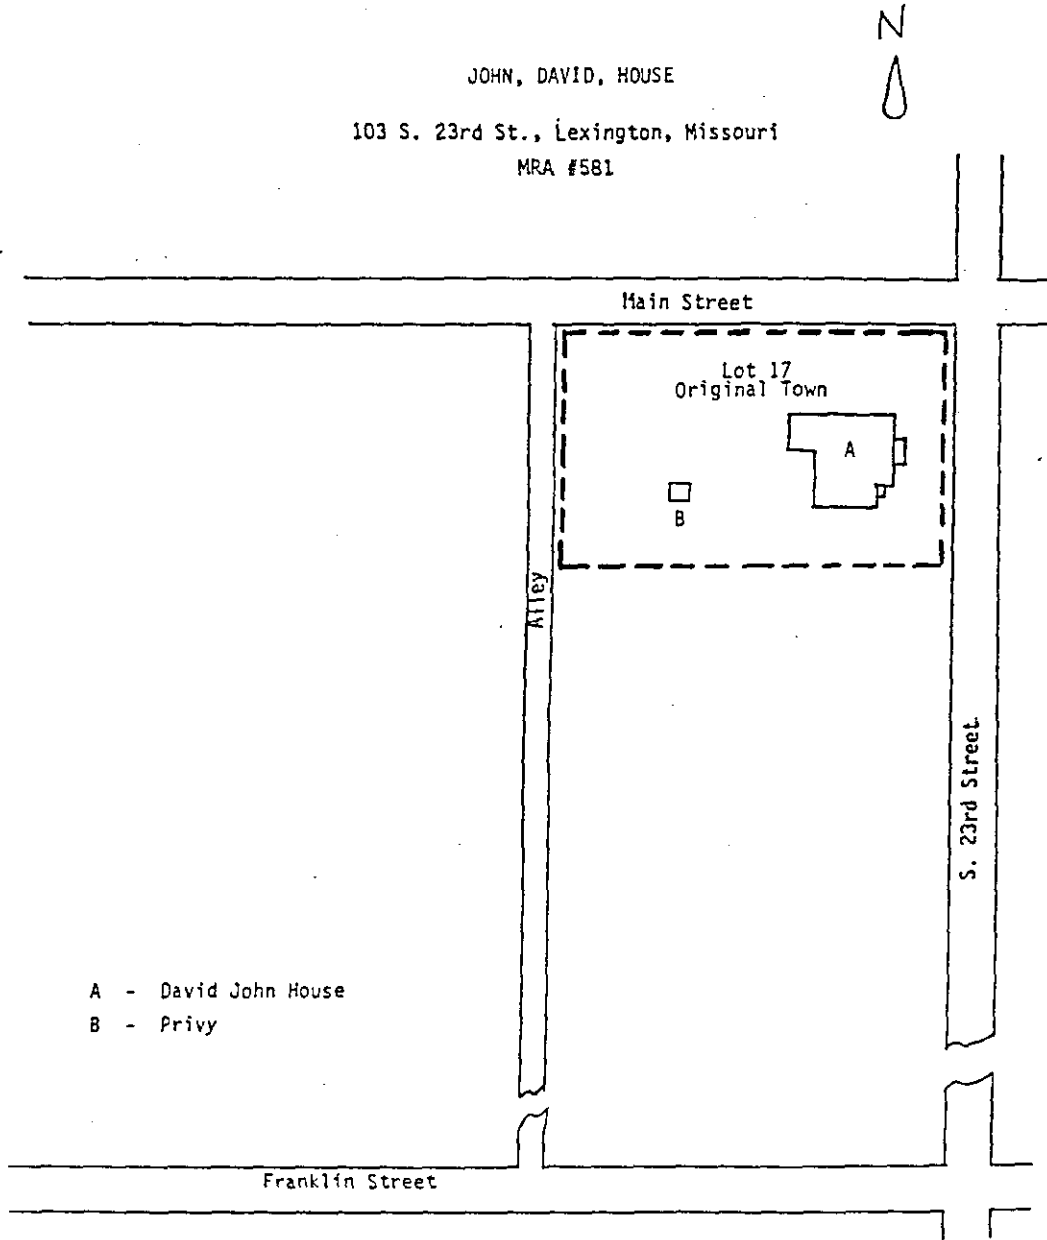 N
JOHN, DAVID, HOUSE
103 S. 23rd St., Lexington, Missouri
MRA #581
Main Street
Lot 17
Original Town
A
B
Alley
S. 23rd Street
A - David John House
B - Privy
Franklin Street